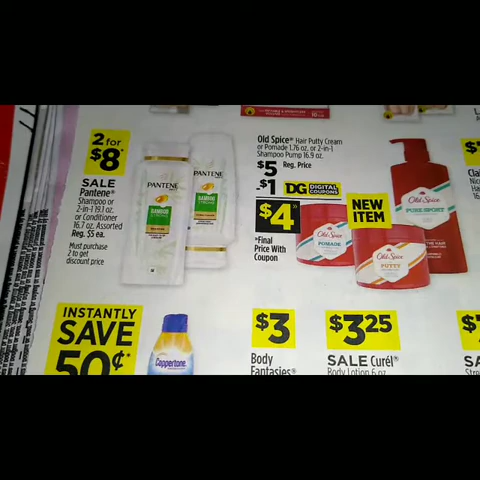 2 for
$8
SALE
Pantene®
Shampoo or
2-in-1 19.1 oz.
or Conditioner
16.7 oz. Assorted
Reg. $5 ea.
Must purchase
2 to get
discount price
PANTENE
BAMBOO
PANTENE
BAMBOO
Old Spice® Hair Putty Cream
or Pomade 1.76 oz. or 2-in-1
Shampoo Pump 16.9 oz.
$5 Reg. Price
-$1 DG DIGITAL
COUPONS
$4*
*Final
Price With
Coupon
NEW
ITEM
Old Spice
PURE SPORT
Old Spice
POMADE
Old Spice
PUTTY
INSTANTLY
SAVE
50¢*
Coppertone
$3
Body
Fantasies®
$3.25
SALE Curél®
Body Lotion 6 oz.